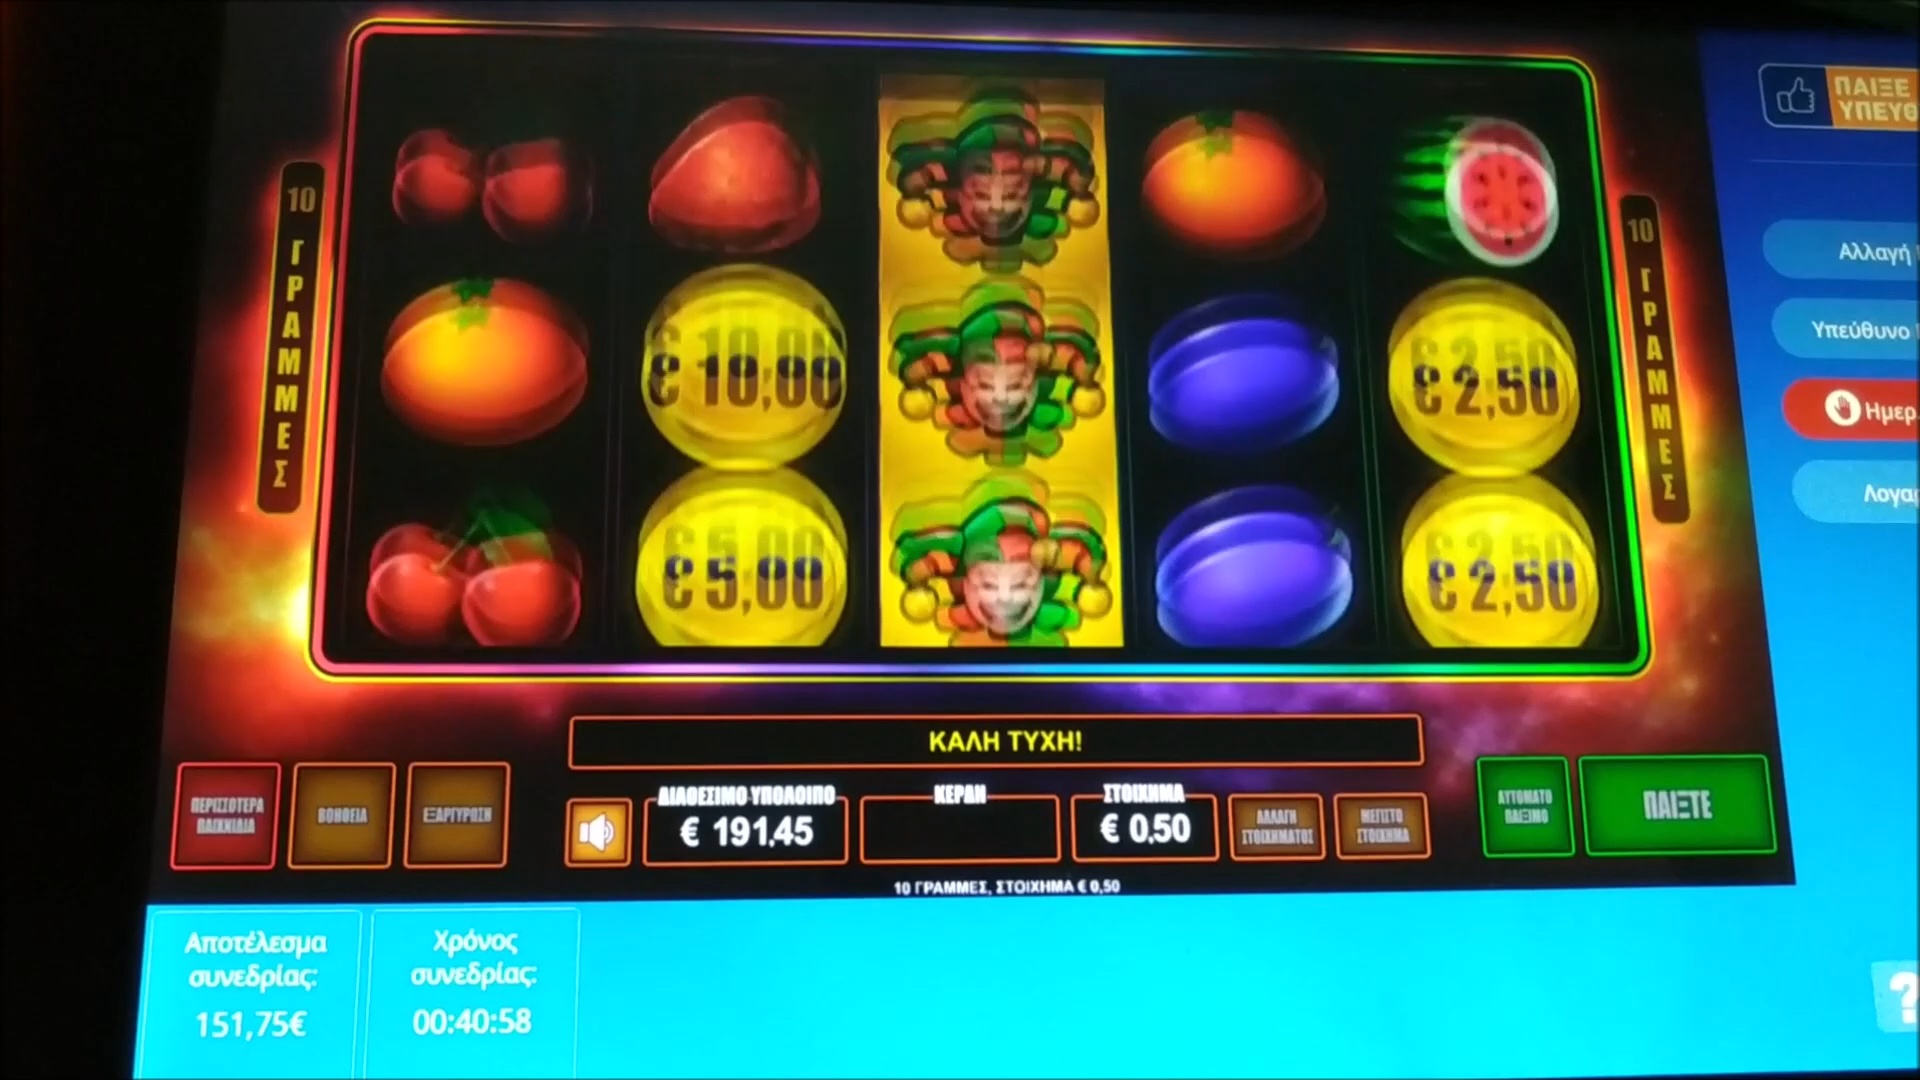 ΠΑΙΞΕ
ΥΠΕΥΘ
10 ΓΡΑΜΜΕΣ
10 ΓΡΑΜΜΕΣ
€ 10,00
€ 2,50
€ 5,00
€ 2,50
Αλλαγή
Υπεύθυνο
Ημερ
Λογα
ΚΑΛΗ ΤΥΧΗ!
ΠΕΡΙΣΣΟΤΕΡΑ
ΠΑΙΧΝΙΔΙΑ
ΒΟΗΘΕΙΑ
ΕΞΑΡΓΥΡΩΣΗ
ΔΙΑΘΕΣΙΜΟ ΥΠΟΛΟΙΠΟ
€ 191,45
ΚΕΡΔΗ
ΣΤΟΙΧΗΜΑ
€ 0,50
ΑΛΛΑΓΗ
ΣΤΟΙΧΗΜΑΤΟΣ
ΜΕΓΙΣΤΟ
ΣΤΟΙΧΗΜΑ
ΑΥΤΟΜΑΤΟ
ΠΑΙΞΙΜΟ
ΠΑΙΞΤΕ
10 ΓΡΑΜΜΕΣ, ΣΤΟΙΧΗΜΑ € 0,50
Αποτέλεσμα
συνεδρίας:
151,75€
Χρόνος
συνεδρίας:
00:40:58
?